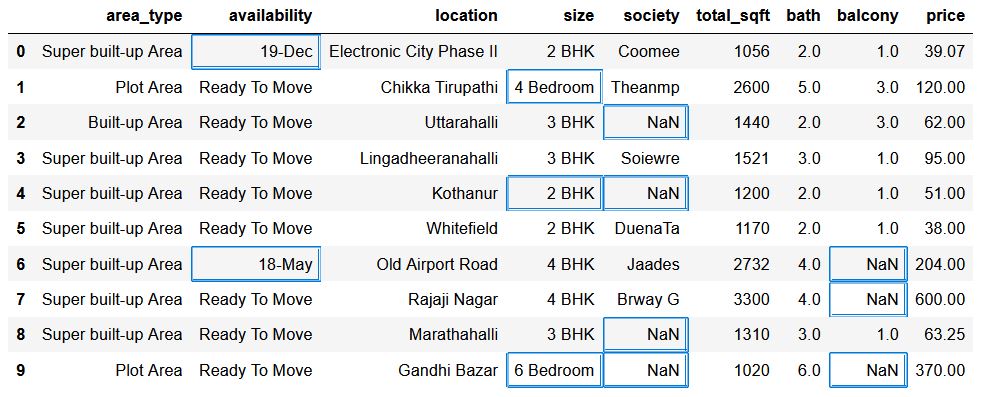 area_type availability location size society total_sqft bath balcony price
0 Super built-up Area 19-Dec Electronic City Phase II 2 BHK Coomee 1056 2.0 1.0 39.07
1 Plot Area Ready To Move Chikka Tirupathi 4 Bedroom Theanmp 2600 5.0 3.0 120.00
2 Built-up Area Ready To Move Uttarahalli 3 BHK NaN 1440 2.0 3.0 62.00
3 Super built-up Area Ready To Move Lingadheeranahalli 3 BHK Soiewre 1521 3.0 1.0 95.00
4 Super built-up Area Ready To Move Kothanur 2 BHK NaN 1200 2.0 1.0 51.00
5 Super built-up Area Ready To Move Whitefield 2 BHK DuenaTa 1170 2.0 1.0 38.00
6 Super built-up Area 18-May Old Airport Road 4 BHK Jaades 2732 4.0 NaN 204.00
7 Super built-up Area Ready To Move Rajaji Nagar 4 BHK Brway G 3300 4.0 NaN 600.00
8 Super built-up Area Ready To Move Marathahalli 3 BHK NaN 1310 3.0 1.0 63.25
9 Plot Area Ready To Move Gandhi Bazar 6 Bedroom NaN 1020 6.0 NaN 370.00